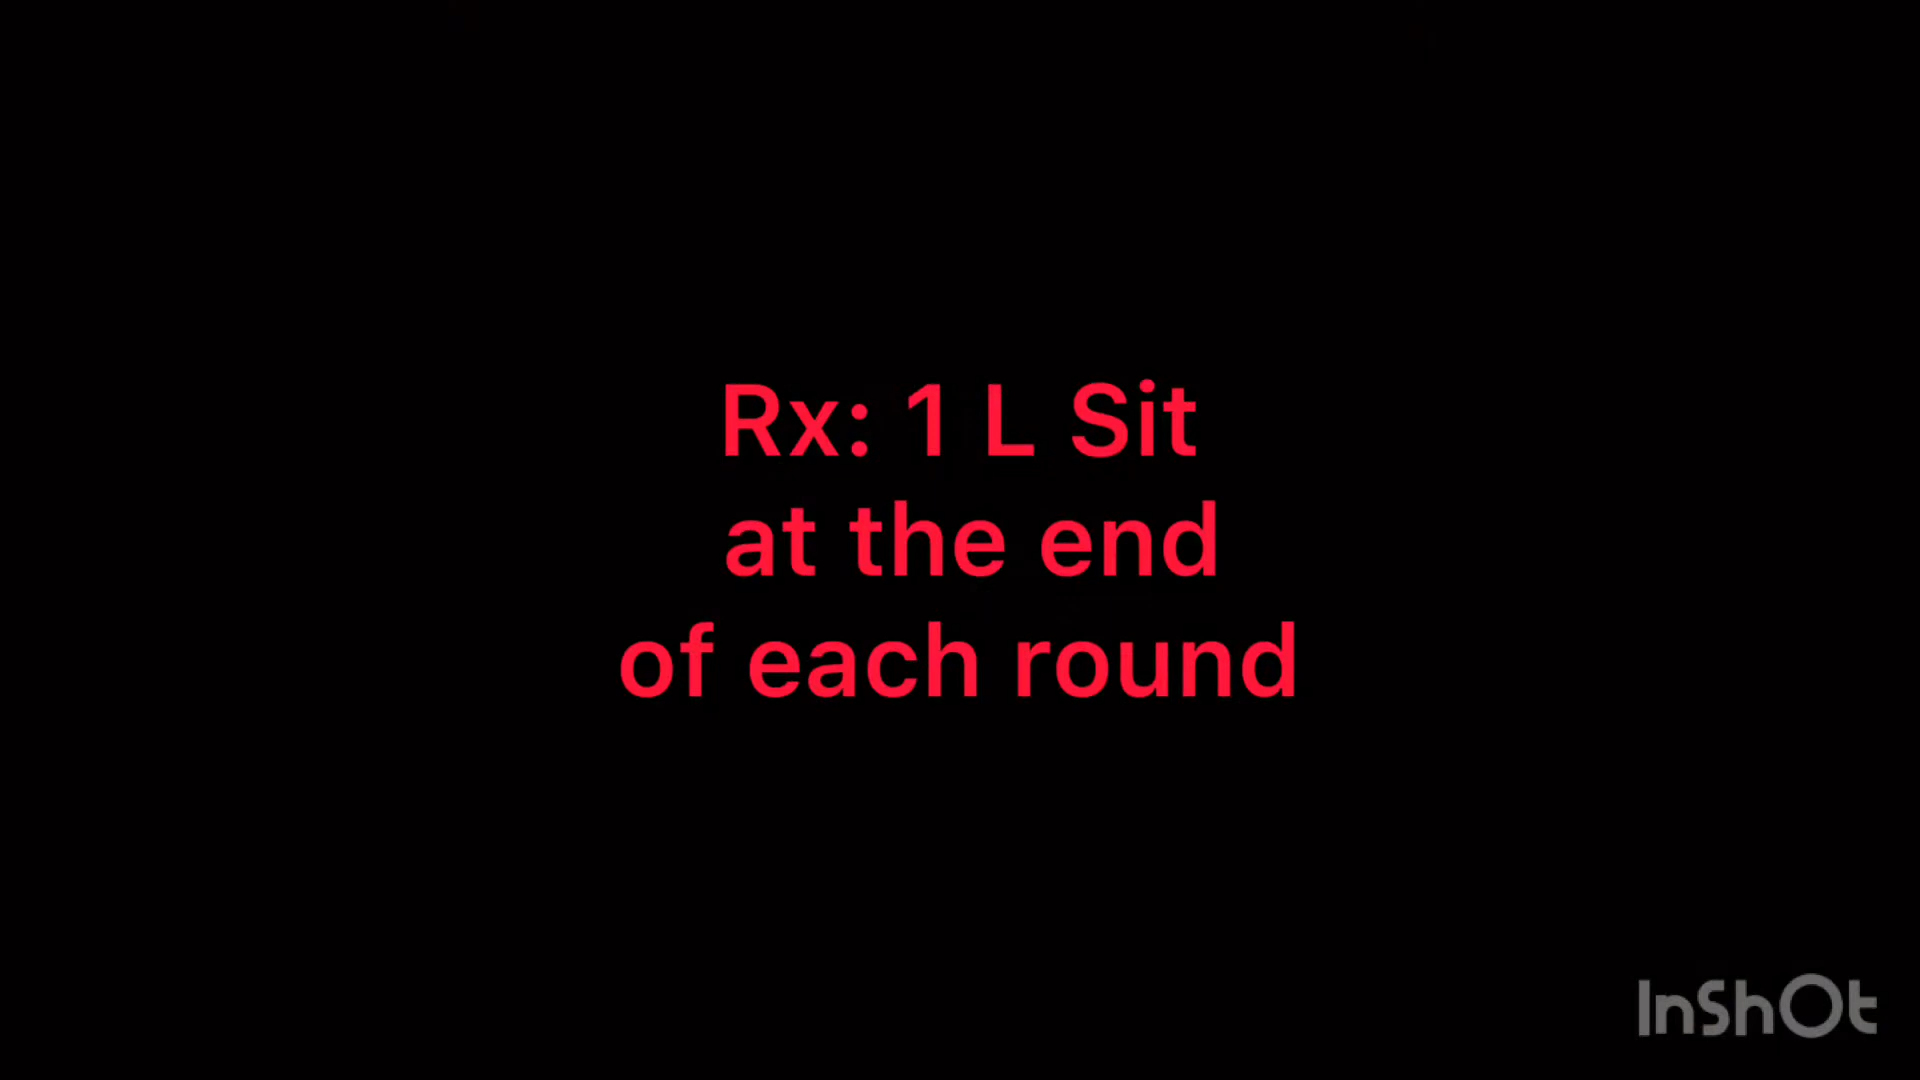 Rx: 1 L Sit
at the end
of each round
InShOt